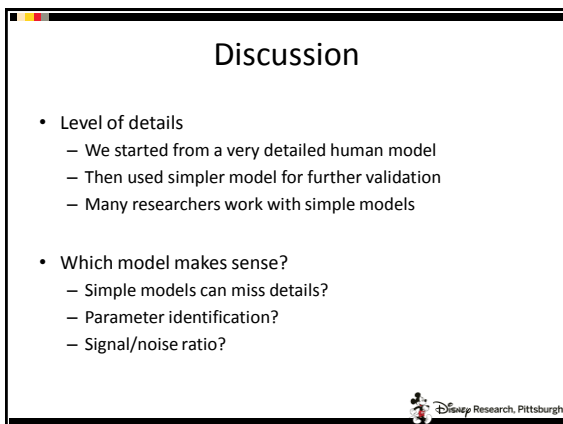 Discussion
• Level of details
– We started from a very detailed human model
– Then used simpler model for further validation
– Many researchers work with simple models
• Which model makes sense?
– Simple models can miss details?
– Parameter identification?
– Signal/noise ratio?
Disney Research, Pittsburgh